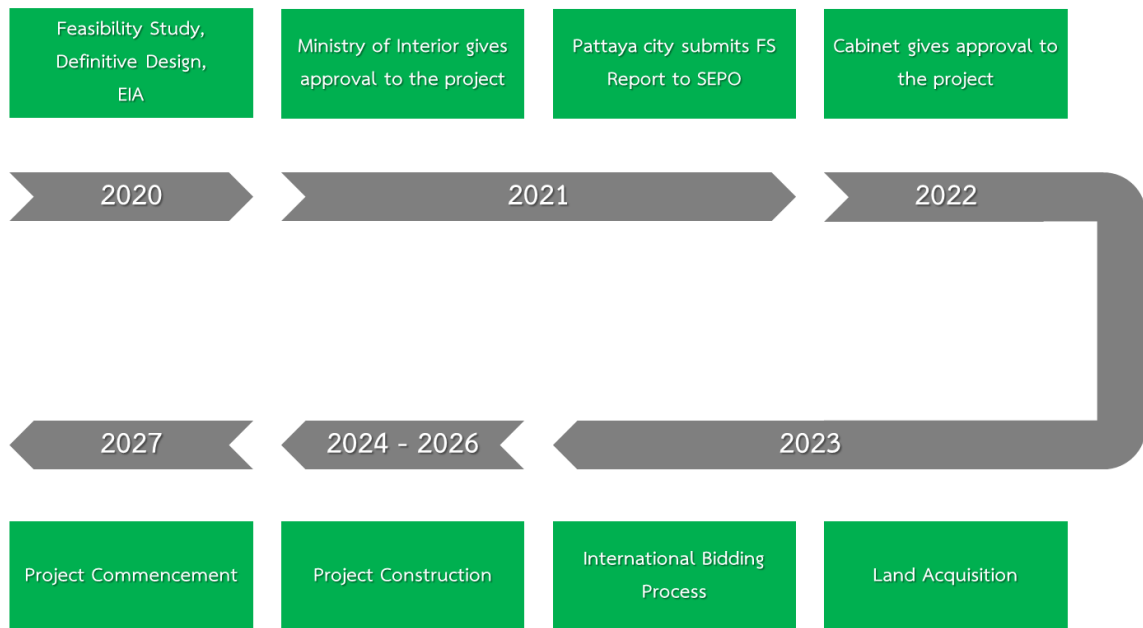 Feasibility Study,
Definitive Design,
EIA
Ministry of Interior gives
approval to the project
Pattaya city submits FS
Report to SEPO
Cabinet gives approval to
the project
2020
2021
2022
2027
2024 - 2026
2023
Project Commencement
Project Construction
International Bidding
Process
Land Acquisition